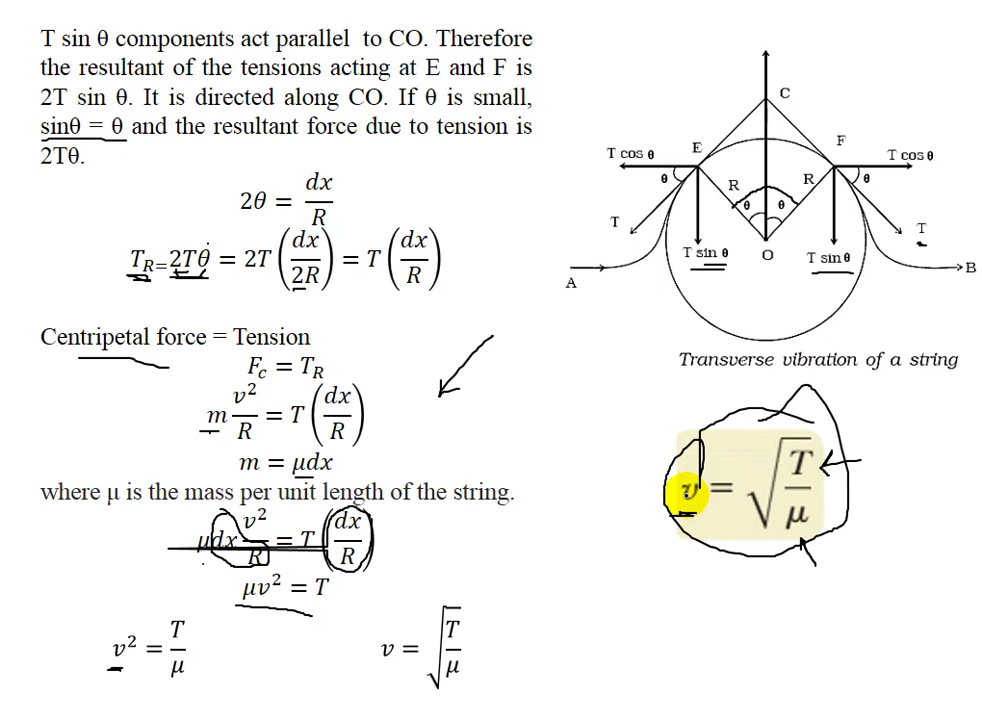 T sin θ components act parallel to CO. Therefore
the resultant of the tensions acting at E and F is
2T sin θ. It is directed along CO. If θ is small,
sinθ = θ and the resultant force due to tension is
2Tθ.
2θ = dx/R
T_R=2Tθ = 2T (dx/2R) = T (dx/R)
Centripetal force = Tension
F_c = T_R
m v²/R = T (dx/R)
m = μdx
where μ is the mass per unit length of the string.
μdx v²/R = T (dx/R)
μv² = T
v² = T/μ
v = √(T/μ)
C
E
F
T cos θ
T cos θ
θ
θ
R
R
θ
θ
T
T
T sin θ
O
T sin θ
A
B
Transverse vibration of a string
v = √(T/μ)